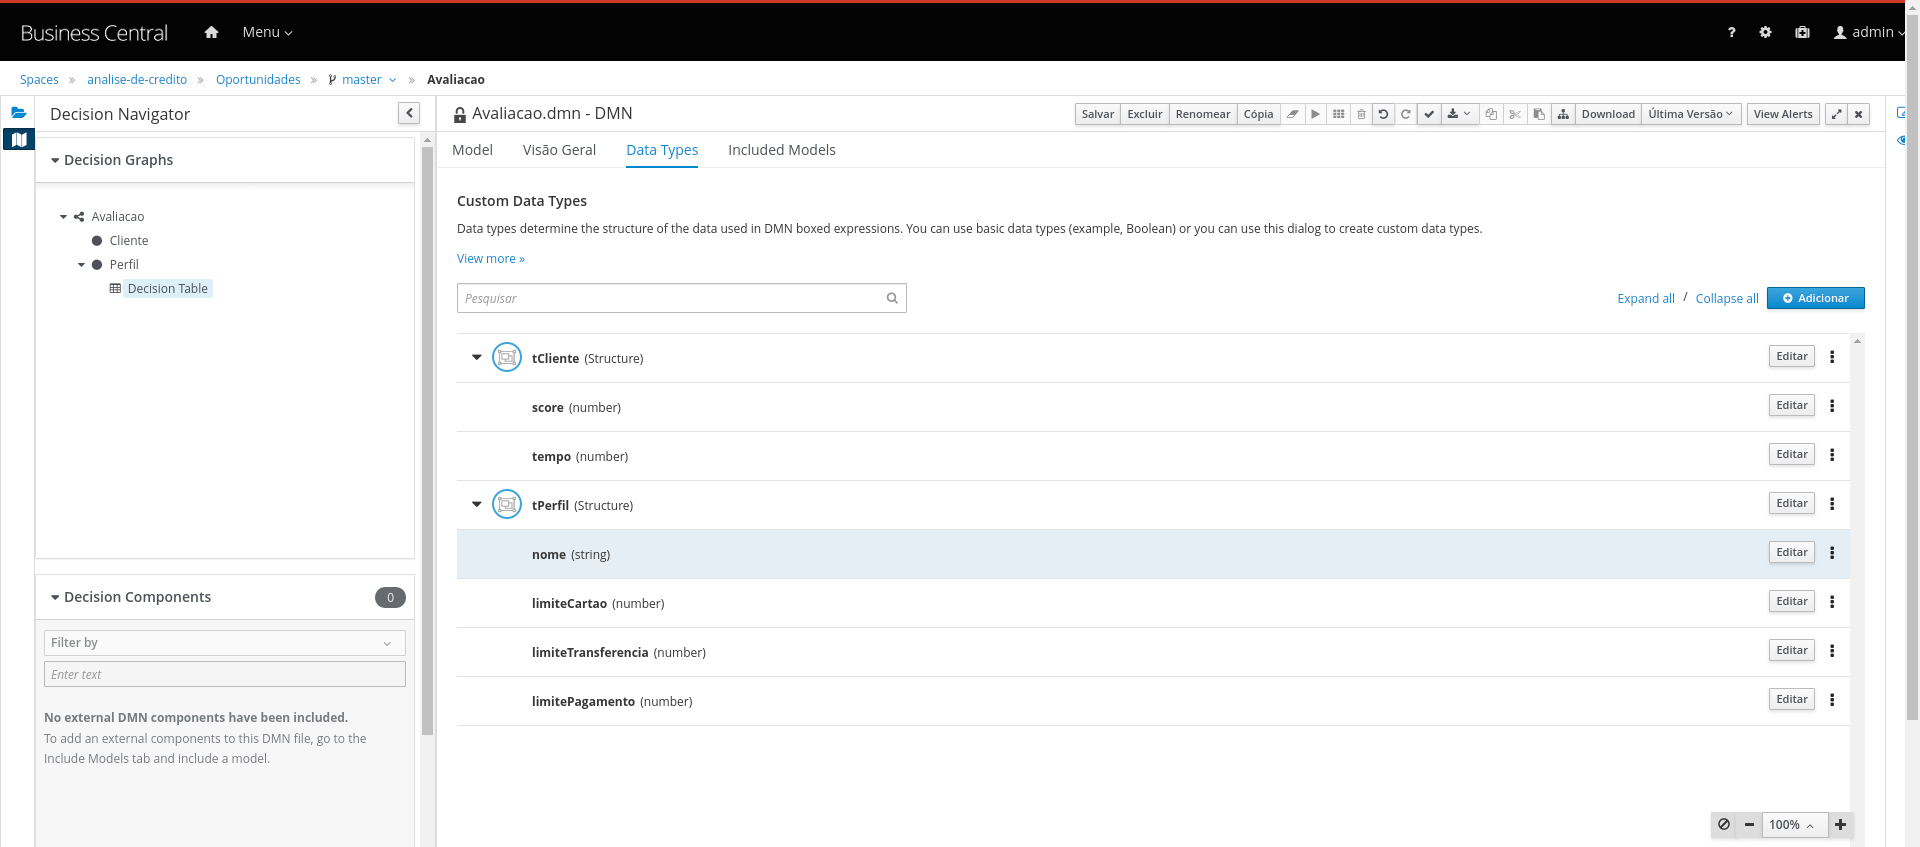 Business Central Menu ? admin
Spaces » analise-de-credito » Oportunidades » master » Avaliacao
Decision Navigator
Decision Graphs
Avaliacao
Cliente
Perfil
Decision Table
Decision Components 0
Filter by
Enter text
No external DMN components have been included.
To add an external components to this DMN file, go to the
Include Models tab and include a model.
Avaliacao.dmn - DMN
Salvar Excluir Renomear Cópia Download Última Versão View Alerts
Model Visão Geral Data Types Included Models
Custom Data Types
Data types determine the structure of the data used in DMN boxed expressions. You can use basic data types (example, Boolean) or you can use this dialog to create custom data types.
View more »
Pesquisar
Expand all / Collapse all Adicionar
tCliente (Structure) Editar
score (number) Editar
tempo (number) Editar
tPerfil (Structure) Editar
nome (string) Editar
limiteCartao (number) Editar
limiteTransferencia (number) Editar
limitePagamento (number) Editar
100%